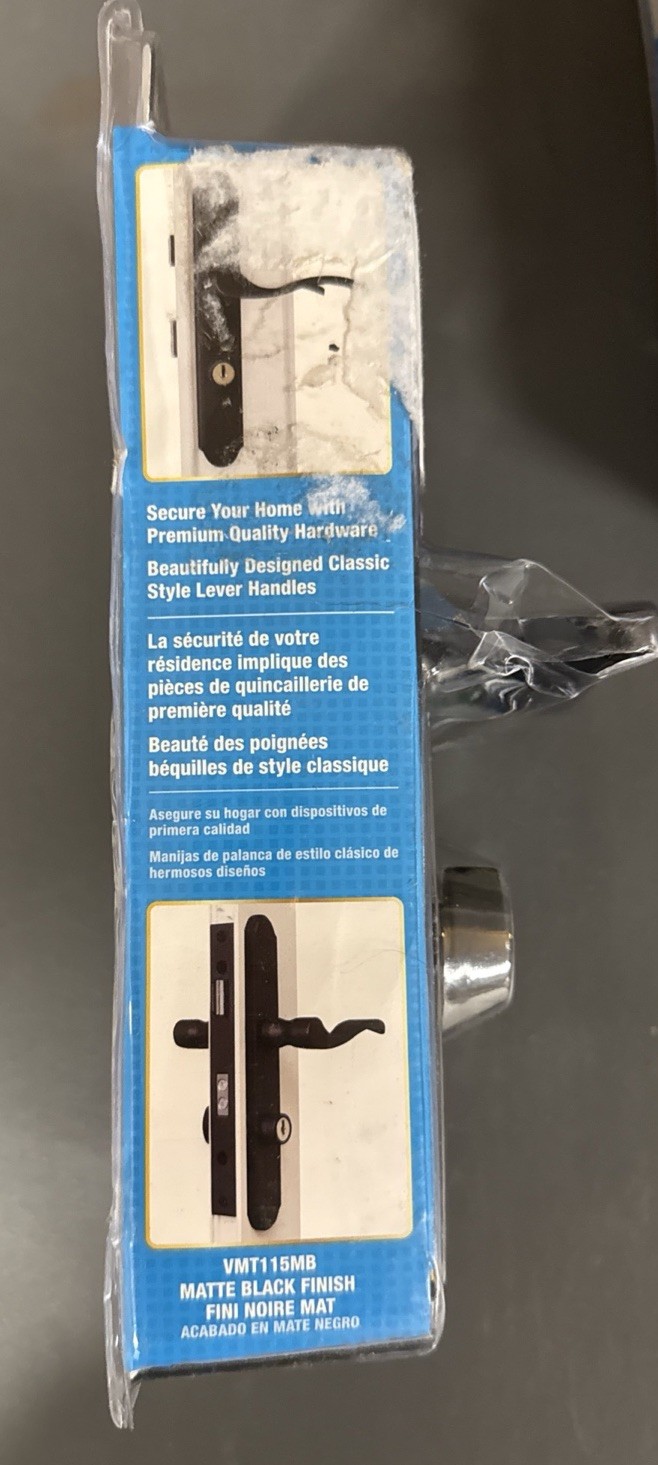 Secure Your Home With
Premium Quality Hardware
Beautifully Designed Classic
Style Lever Handles
La sécurité de votre
résidence implique des
pièces de quincaillerie de
première qualité
Beauté des poignées
béquilles de style classique
Asegure su hogar con dispositivos de
primera calidad
Manijas de palanca de estilo clásico de
hermosos diseños
VMT115MB
MATTE BLACK FINISH
FINI NOIRE MAT
ACABADO EN MATE NEGRO